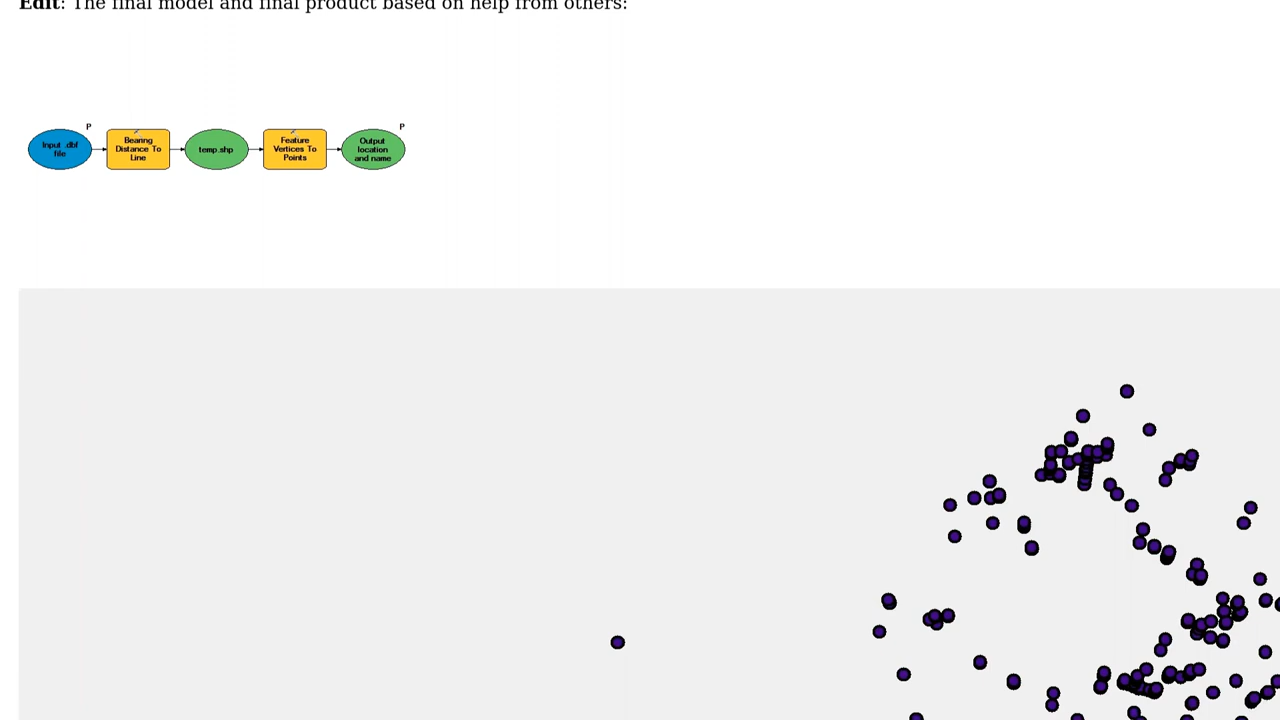 Edit: The final model and final product based on help from others:
P
P
Input .dbf
file
Bearing
Distance To
Line
temp.shp
Feature
Vertices To
Points
Output
location
and name